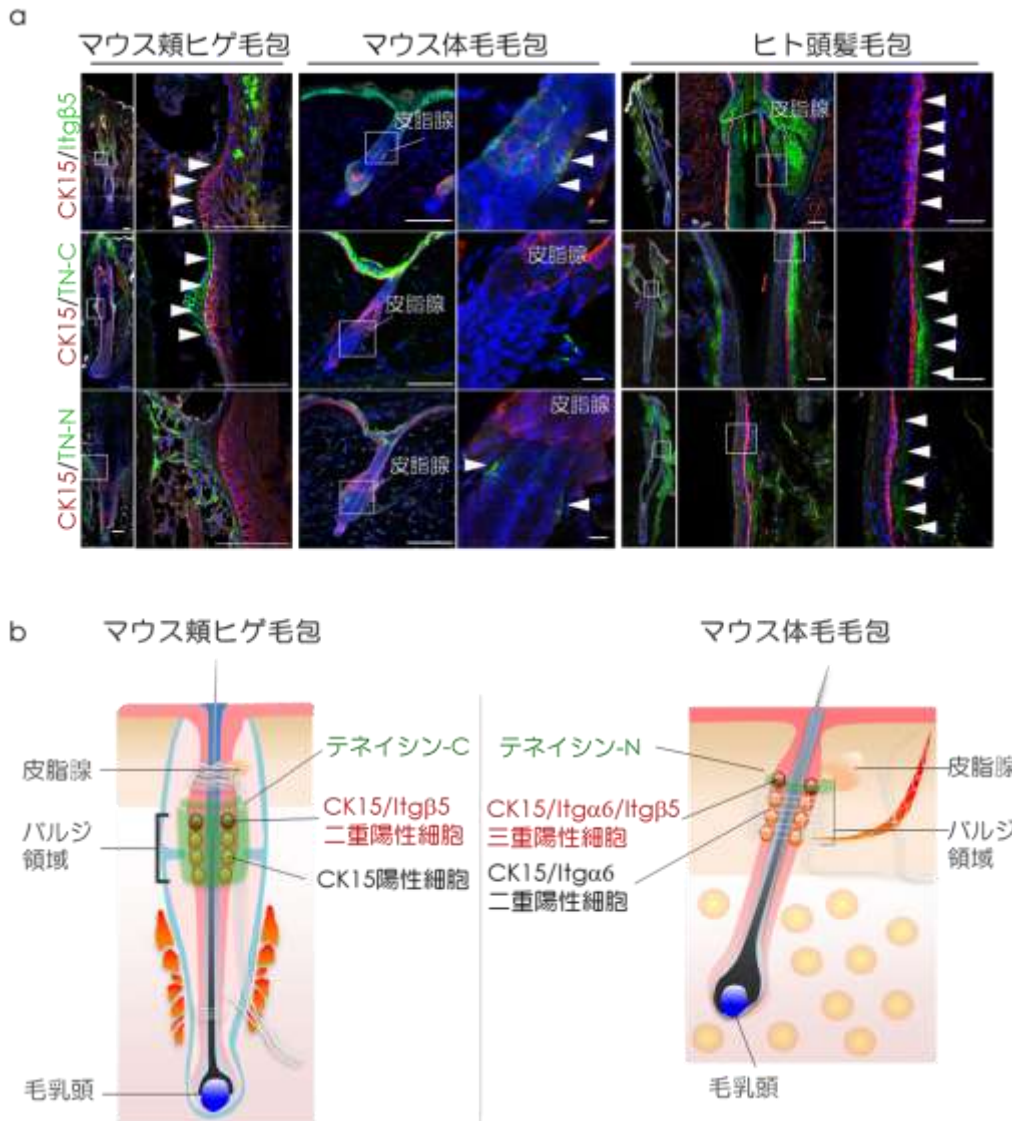 a
マウス頬ヒゲ毛包
マウス体毛毛包
ヒト頭髪毛包
CK15/Itgβ5
皮脂腺
皮脂腺
CK15/TN-C
皮脂腺
皮脂腺
CK15/TN-N
皮脂腺
皮脂腺
b
マウス頬ヒゲ毛包
皮脂腺
バルジ
領域
毛乳頭
テネイシン-C
CK15/Itgβ5
二重陽性細胞
CK15陽性細胞
マウス体毛毛包
テネイシン-N
CK15/Itgα6/Itgβ5
三重陽性細胞
CK15/Itgα6
二重陽性細胞
皮脂腺
バルジ
領域
毛乳頭